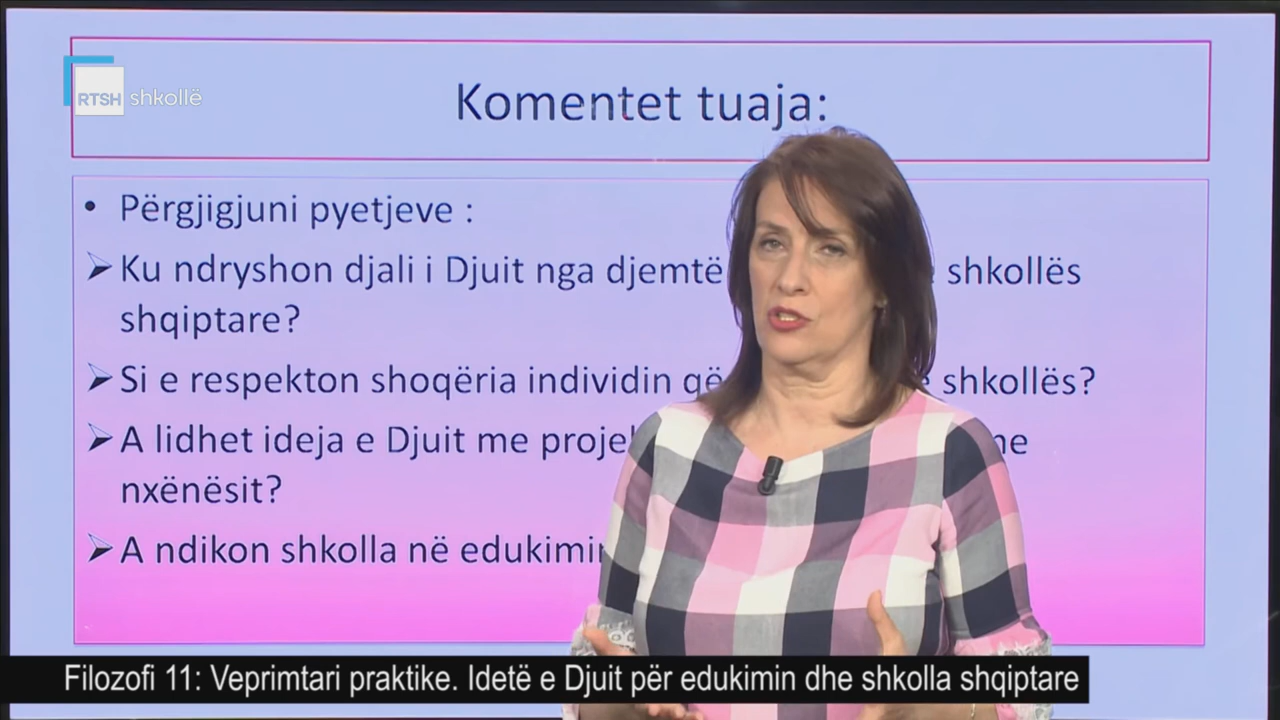 RTSH shkollë
Komentet tuaja:
• Përgjigjuni pyetjeve :
➢Ku ndryshon djali i Djuit nga djemtë shkollës
shqiptare?
➢Si e respekton shoqëria individin që shkollës?
➢A lidhet ideja e Djuit me
nxënësit?
➢A ndikon shkolla në
Filozofi 11: Veprimtari praktike. Idetë e Djuit për edukimin dhe shkolla shqiptare